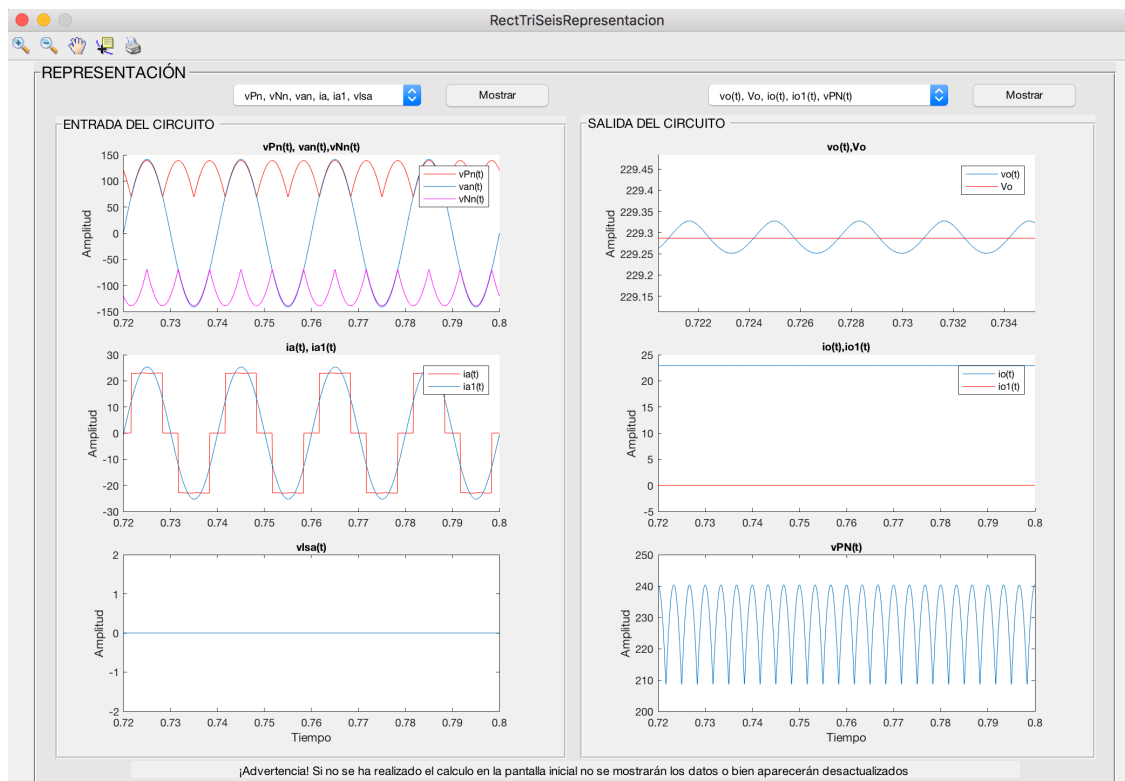 RectTriSeisRepresentacion
REPRESENTACIÓN
vPn, vNn, van, ia, ia1, vlsa
Mostrar
vo(t), Vo, io(t), io1(t), vPN(t)
Mostrar
ENTRADA DEL CIRCUITO
vPn(t), van(t),vNn(t)
150
100
50
0
-50
-100
-150
Amplitud
vPn(t)
van(t)
vNn(t)
0.72 0.73 0.74 0.75 0.76 0.77 0.78 0.79 0.8
ia(t), ia1(t)
30
20
10
0
-10
-20
-30
Amplitud
ia(t)
ia1(t)
0.72 0.73 0.74 0.75 0.76 0.77 0.78 0.79 0.8
vlsa(t)
2
1
0
-1
-2
Amplitud
0.72 0.73 0.74 0.75 0.76 0.77 0.78 0.79 0.8
Tiempo
SALIDA DEL CIRCUITO
vo(t),Vo
229.45
229.4
229.35
229.3
229.25
229.2
229.15
Amplitud
vo(t)
Vo
0.722 0.724 0.726 0.728 0.73 0.732 0.734
io(t),io1(t)
25
20
15
10
5
0
-5
Amplitud
io(t)
io1(t)
0.72 0.73 0.74 0.75 0.76 0.77 0.78 0.79 0.8
vPN(t)
250
240
230
220
210
200
Amplitud
0.72 0.73 0.74 0.75 0.76 0.77 0.78 0.79 0.8
Tiempo
¡Advertencia! Si no se ha realizado el calculo en la pantalla inicial no se mostrarán los datos o bien aparecerán desactualizados